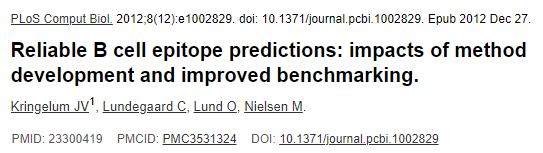 PLoS Comput Biol. 2012;8(12):e1002829. doi: 10.1371/journal.pcbi.1002829. Epub 2012 Dec 27.
Reliable B cell epitope predictions: impacts of method
development and improved benchmarking.
Kringelum JV1, Lundegaard C, Lund O, Nielsen M.
PMID: 23300419 PMCID: PMC3531324 DOI: 10.1371/journal.pcbi.1002829